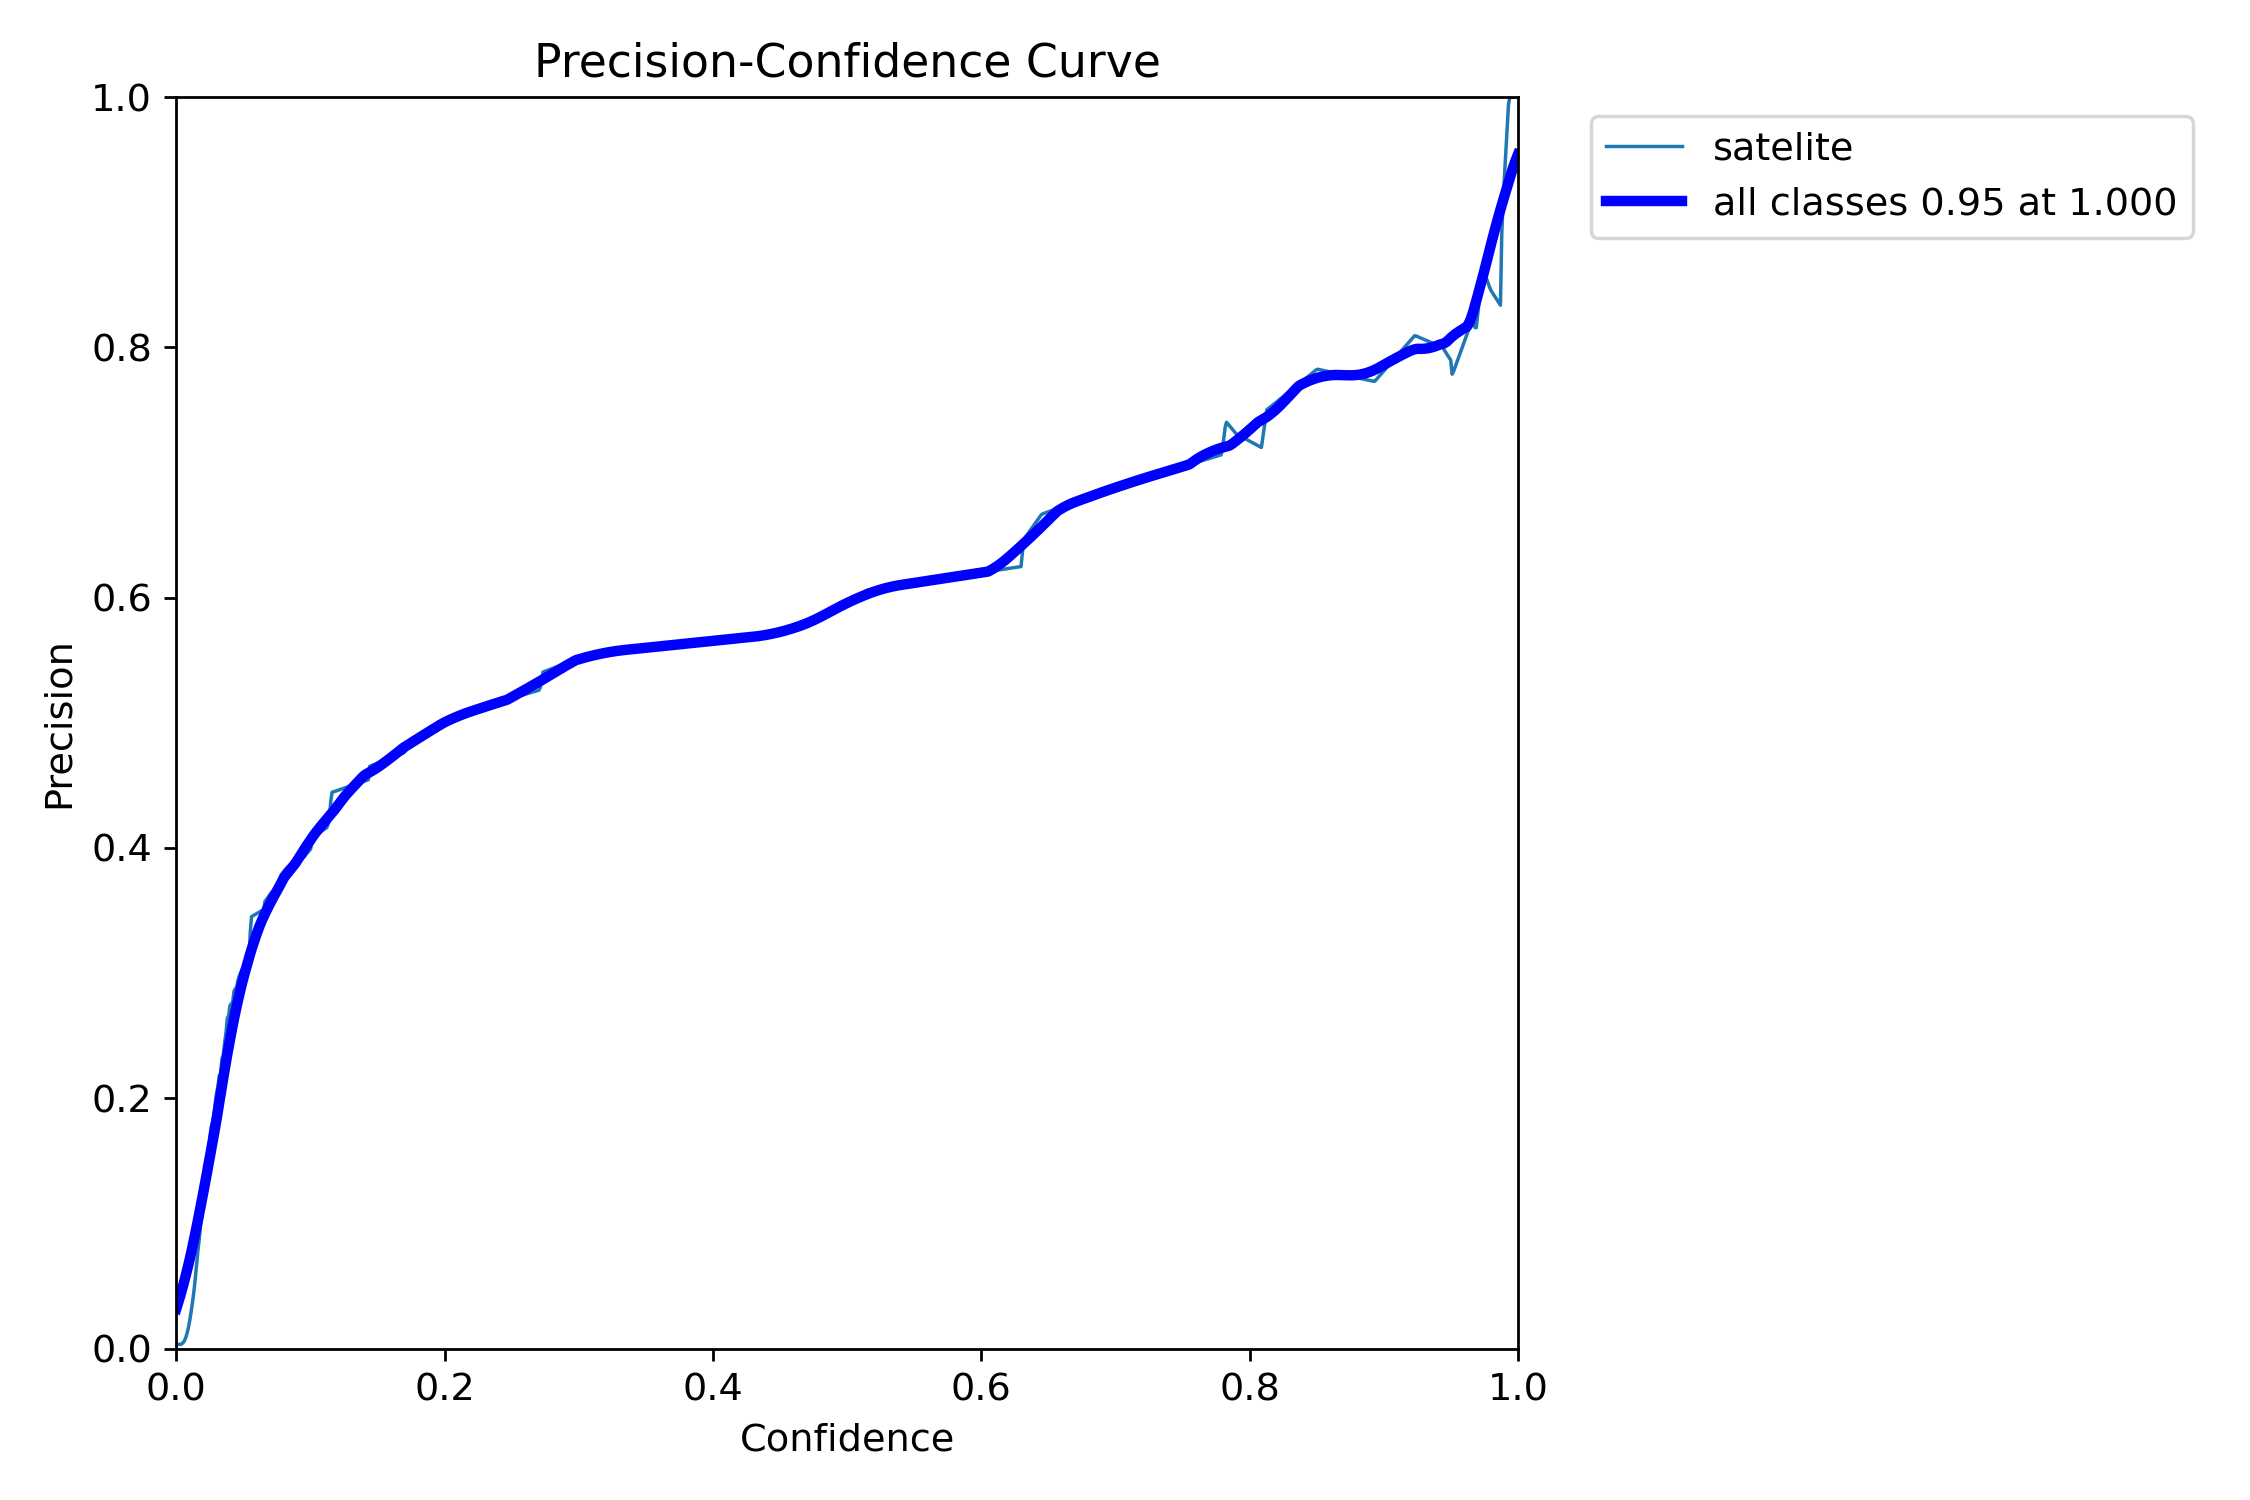 Precision-Confidence Curve
satelite
all classes 0.95 at 1.000
Precision
1.0
0.8
0.6
0.4
0.2
0.0
0.0 0.2 0.4 0.6 0.8 1.0
Confidence